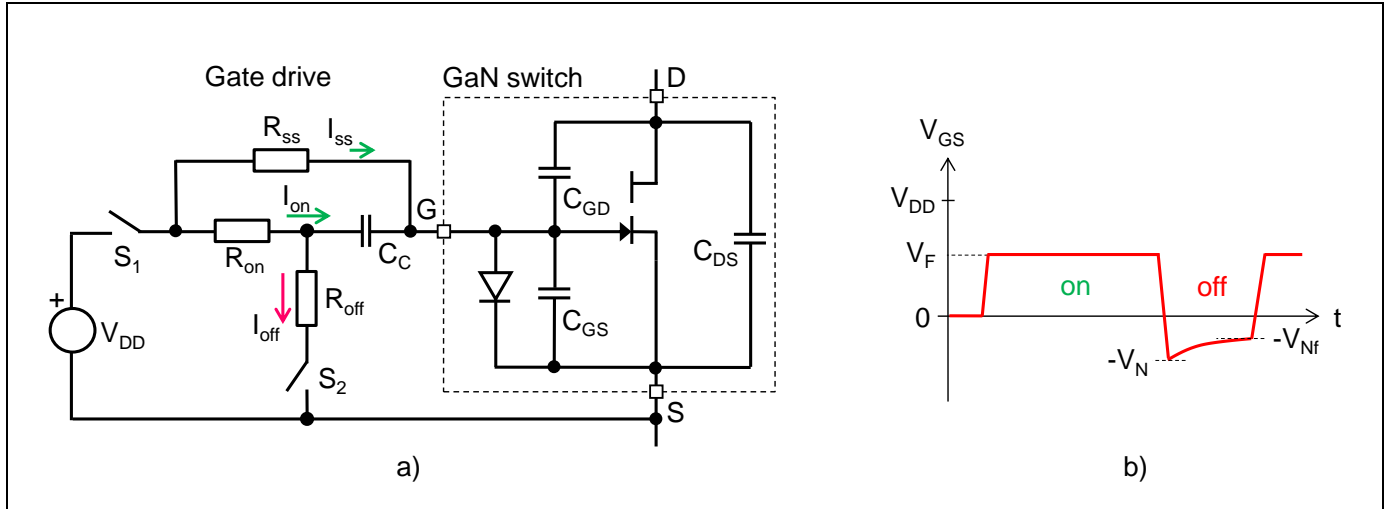 Gate drive
GaN switch
D
R_ss
I_ss
I_on
G
C_GD
S_1
R_on
C_C
C_DS
R_off
C_GS
+
V_DD
I_off
S_2
S
a)
V_GS
V_DD
V_F
on
off
0
t
-V_N
-V_Nf
b)